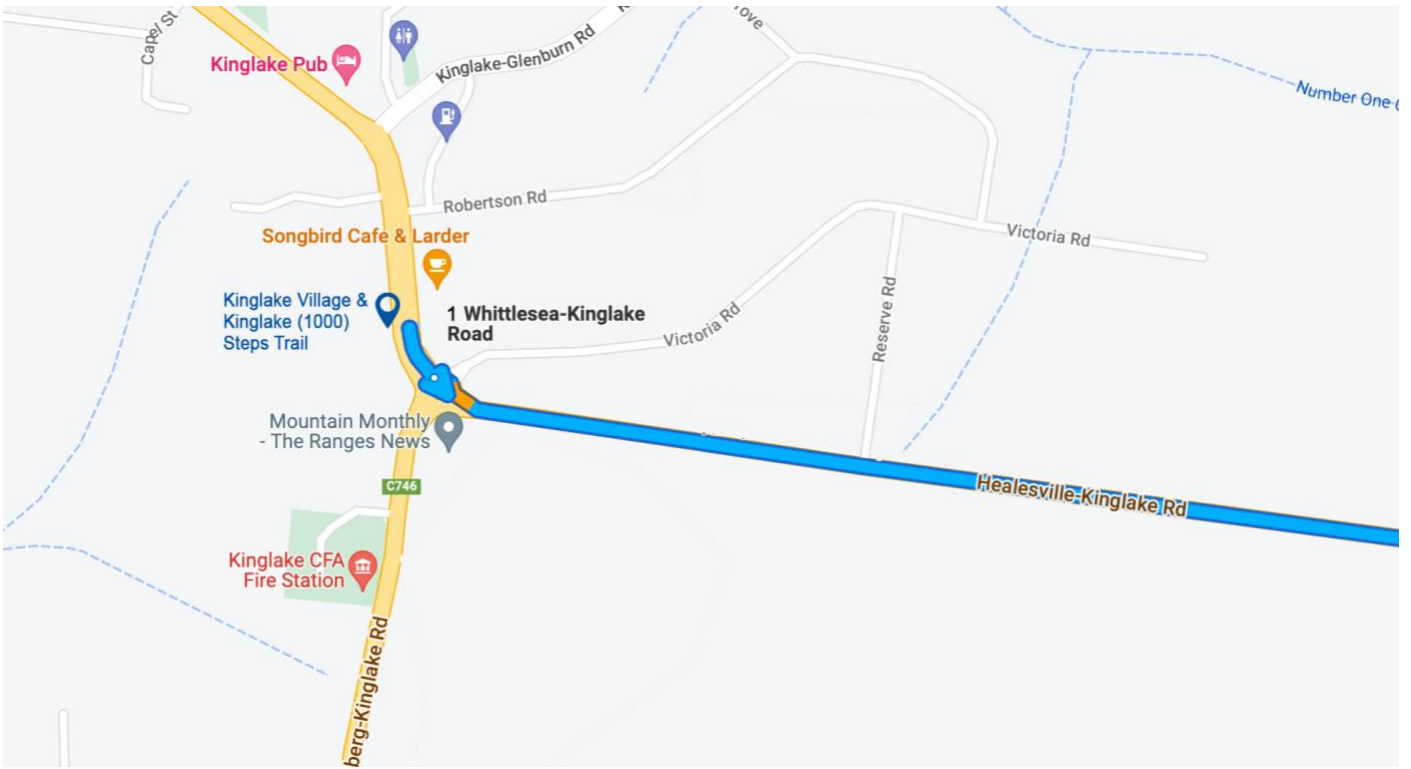 Capel St
Kinglake Pub
Kinglake-Glenburn Rd
Number One
Robertson Rd
Songbird Cafe & Larder
Victoria Rd
Kinglake Village &
Kinglake (1000)
Steps Trail
1 Whittlesea-Kinglake
Road
Victoria Rd
Reserve Rd
Mountain Monthly
- The Ranges News
C746
Healesville-Kinglake Rd
Kinglake CFA
Fire Station
berg-Kinglake Rd